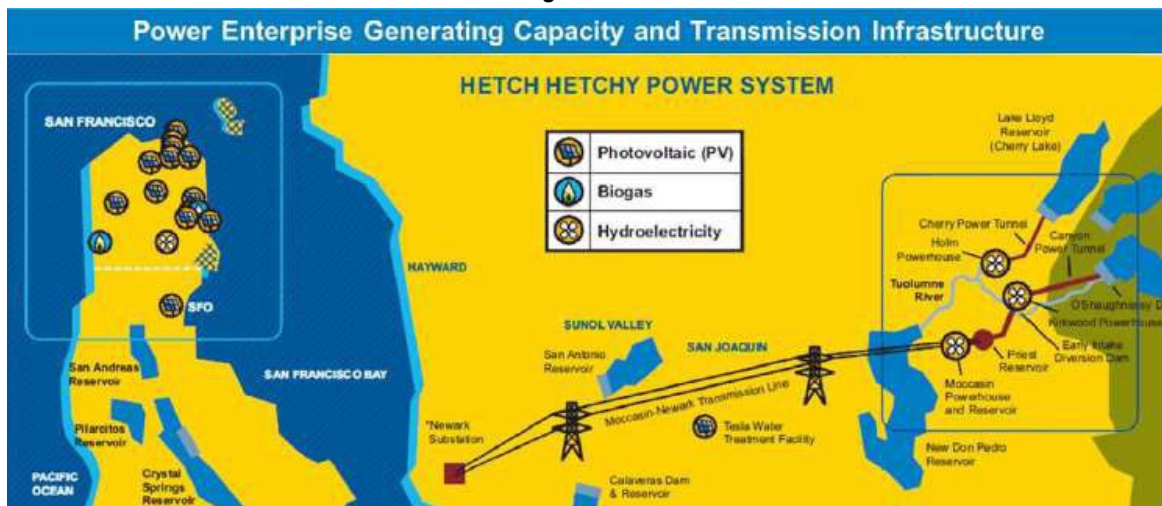 Power Enterprise Generating Capacity and Transmission Infrastructure
HETCH HETCHY POWER SYSTEM
SAN FRANCISCO
Photovoltaic (PV)
Biogas
Hydroelectricity
Lake Lloyd
Reservoir
(Cherry Lake)
Cherry Power Tunnel
Canyon
Power Tunnel
Holm
Powerhouse
Tuolumne
River
O'Shaughnessy D
Kirkwood Powerhouse
Early Intake
Diversion Dam
Priest
Reservoir
Moccasin
Powerhouse
and Reservoir
New Don Pedro
Reservoir
HAYWARD
SFO
SUNOL VALLEY
SAN JOAQUIN
San Antonio
Reservoir
Moccasin-Newark Transmission Line
San Andreas
Reservoir
SAN FRANCISCO BAY
Pilarcitos
Reservoir
*Newark
Substation
Tesla Water
Treatment Facility
PACIFIC
OCEAN
Crystal
Springs
Reservoir
Calaveras Dam
& Reservoir